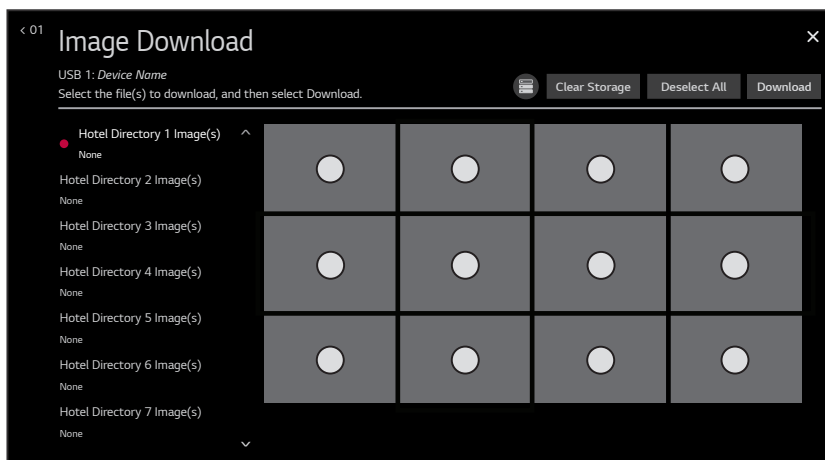 < 01
Image Download
×
USB 1: Device Name
Select the file(s) to download, and then select Download.
Clear Storage
Deselect All
Download
Hotel Directory 1 Image(s)
None
Hotel Directory 2 Image(s)
None
Hotel Directory 3 Image(s)
None
Hotel Directory 4 Image(s)
None
Hotel Directory 5 Image(s)
None
Hotel Directory 6 Image(s)
None
Hotel Directory 7 Image(s)
None